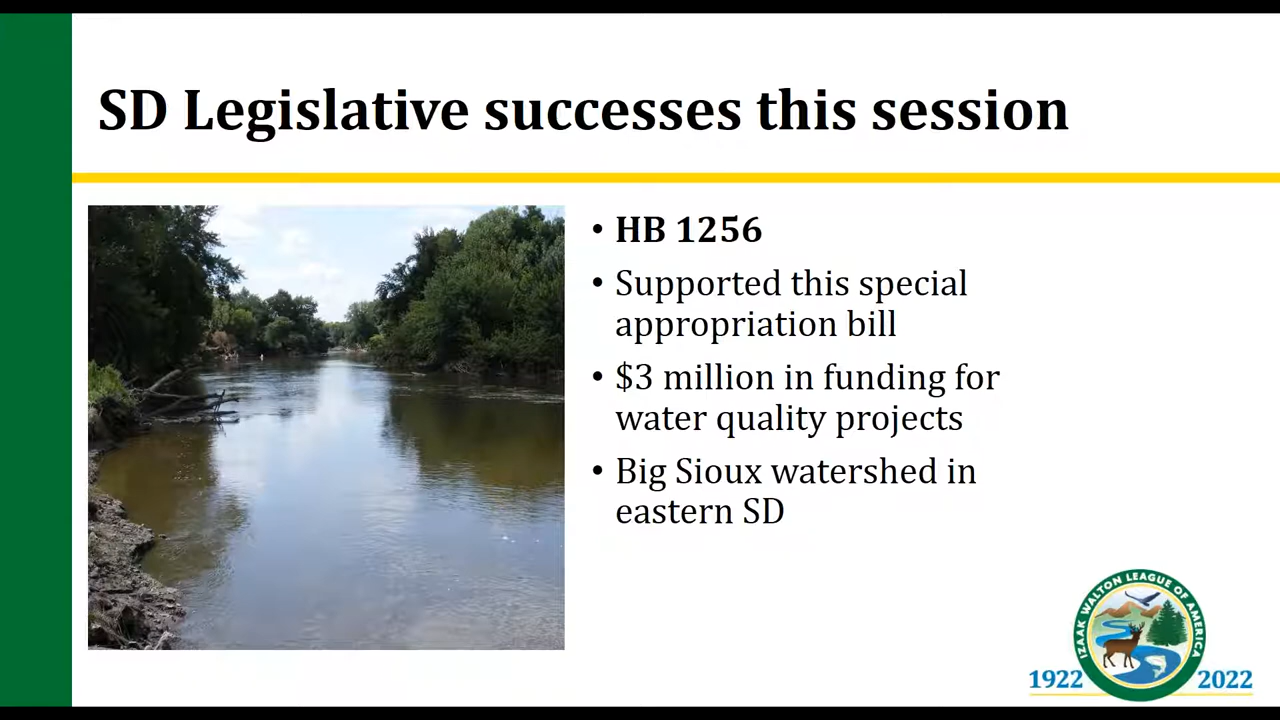 SD Legislative successes this session
• HB 1256
• Supported this special
appropriation bill
• $3 million in funding for
water quality projects
• Big Sioux watershed in
eastern SD
IZAAK WALTON LEAGUE OF AMERICA
1922 2022